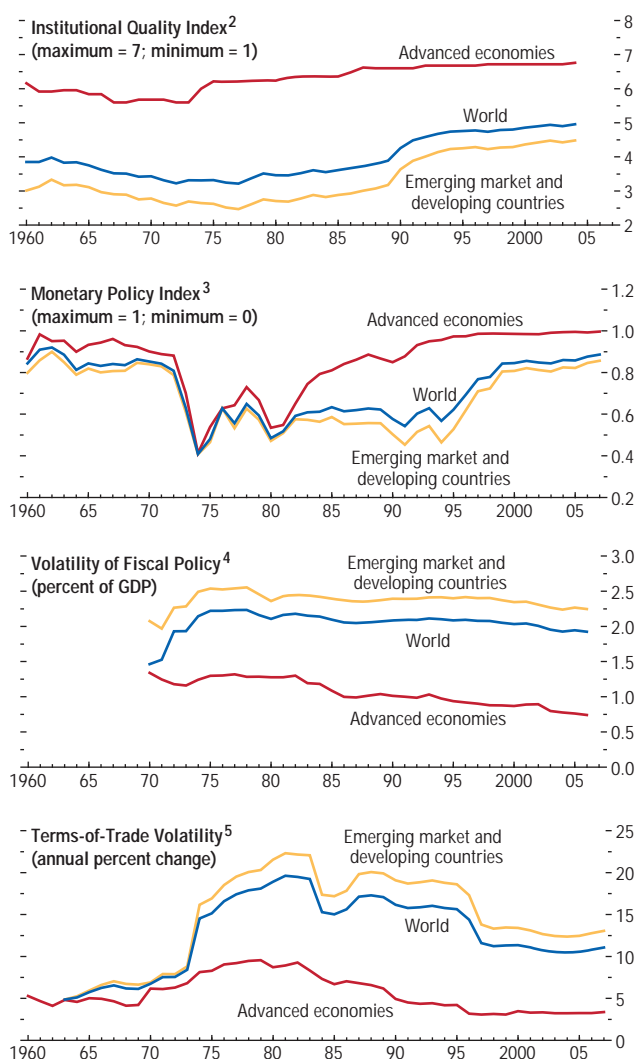 Institutional Quality Index2
(maximum = 7; minimum = 1)
Advanced economies
World
Emerging market and
developing countries
8
7
6
5
4
3
2
1960 65 70 75 80 85 90 95 2000 05
Monetary Policy Index3
(maximum = 1; minimum = 0)
Advanced economies
World
Emerging market and
developing countries
1.2
1.0
0.8
0.6
0.4
0.2
1960 65 70 75 80 85 90 95 2000 05
Volatility of Fiscal Policy4
(percent of GDP)
Emerging market and
developing countries
World
Advanced economies
3.0
2.5
2.0
1.5
1.0
0.5
0.0
1960 65 70 75 80 85 90 95 2000 05
Terms-of-Trade Volatility5
(annual percent change)
Emerging market and
developing countries
World
Advanced economies
25
20
15
10
5
0
1960 65 70 75 80 85 90 95 2000 05